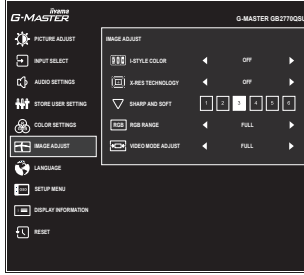 iiyama
G-MASTER
G-MASTER GB2770QSU
PICTURE ADJUST
INPUT SELECT
AUDIO SETTINGS
STORE USER SETTING
COLOR SETTINGS
IMAGE ADJUST
LANGUAGE
SETUP MENU
DISPLAY INFORMATION
RESET
IMAGE ADJUST
I-STYLE COLOR OFF
X-RES TECHNOLOGY OFF
SHARP AND SOFT 1 2 3 4 5 6
RGB RGB RANGE FULL
VIDEO MODE ADJUST FULL